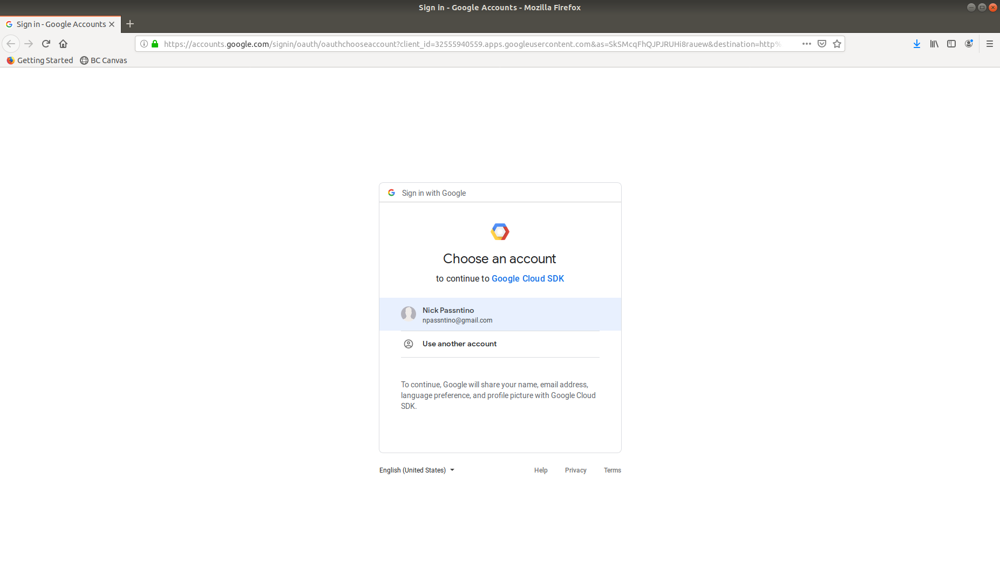 Sign in - Google Accounts - Mozilla Firefox
Sign in - Google Accounts
https://accounts.google.com/signin/oauth/oauthchooseaccount?client_id=32555940559.apps.googleusercontent.com&as=SkSMcqFhQJPJRUHi8rauew&destination=http%
Getting Started BC Canvas
Sign in with Google
Choose an account
to continue to Google Cloud SDK
Nick Passntino
npassntino@gmail.com
Use another account
To continue, Google will share your name, email address,
language preference, and profile picture with Google Cloud
SDK.
English (United States) Help Privacy Terms